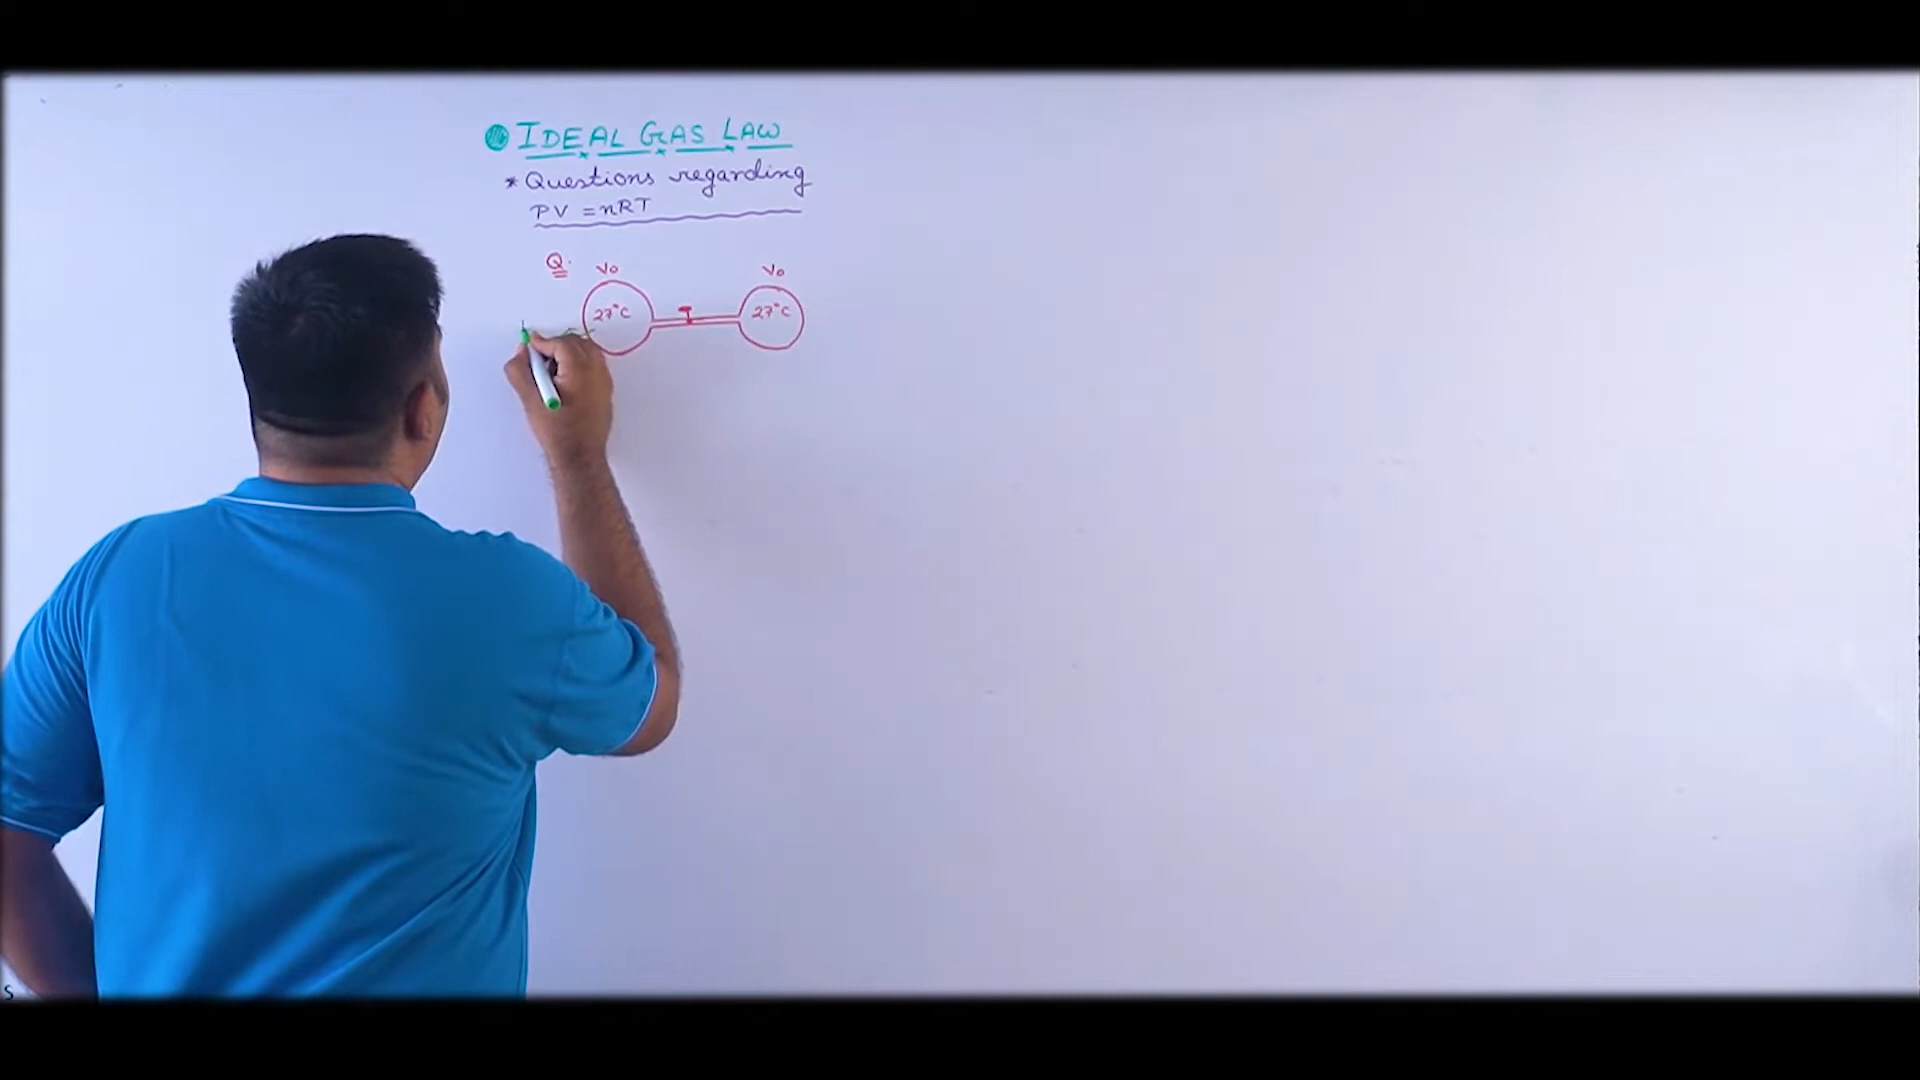 IDEAL GAS LAW
* Questions regarding
PV = nRT
Q.
V₀ V₀
27°C 27°C
S